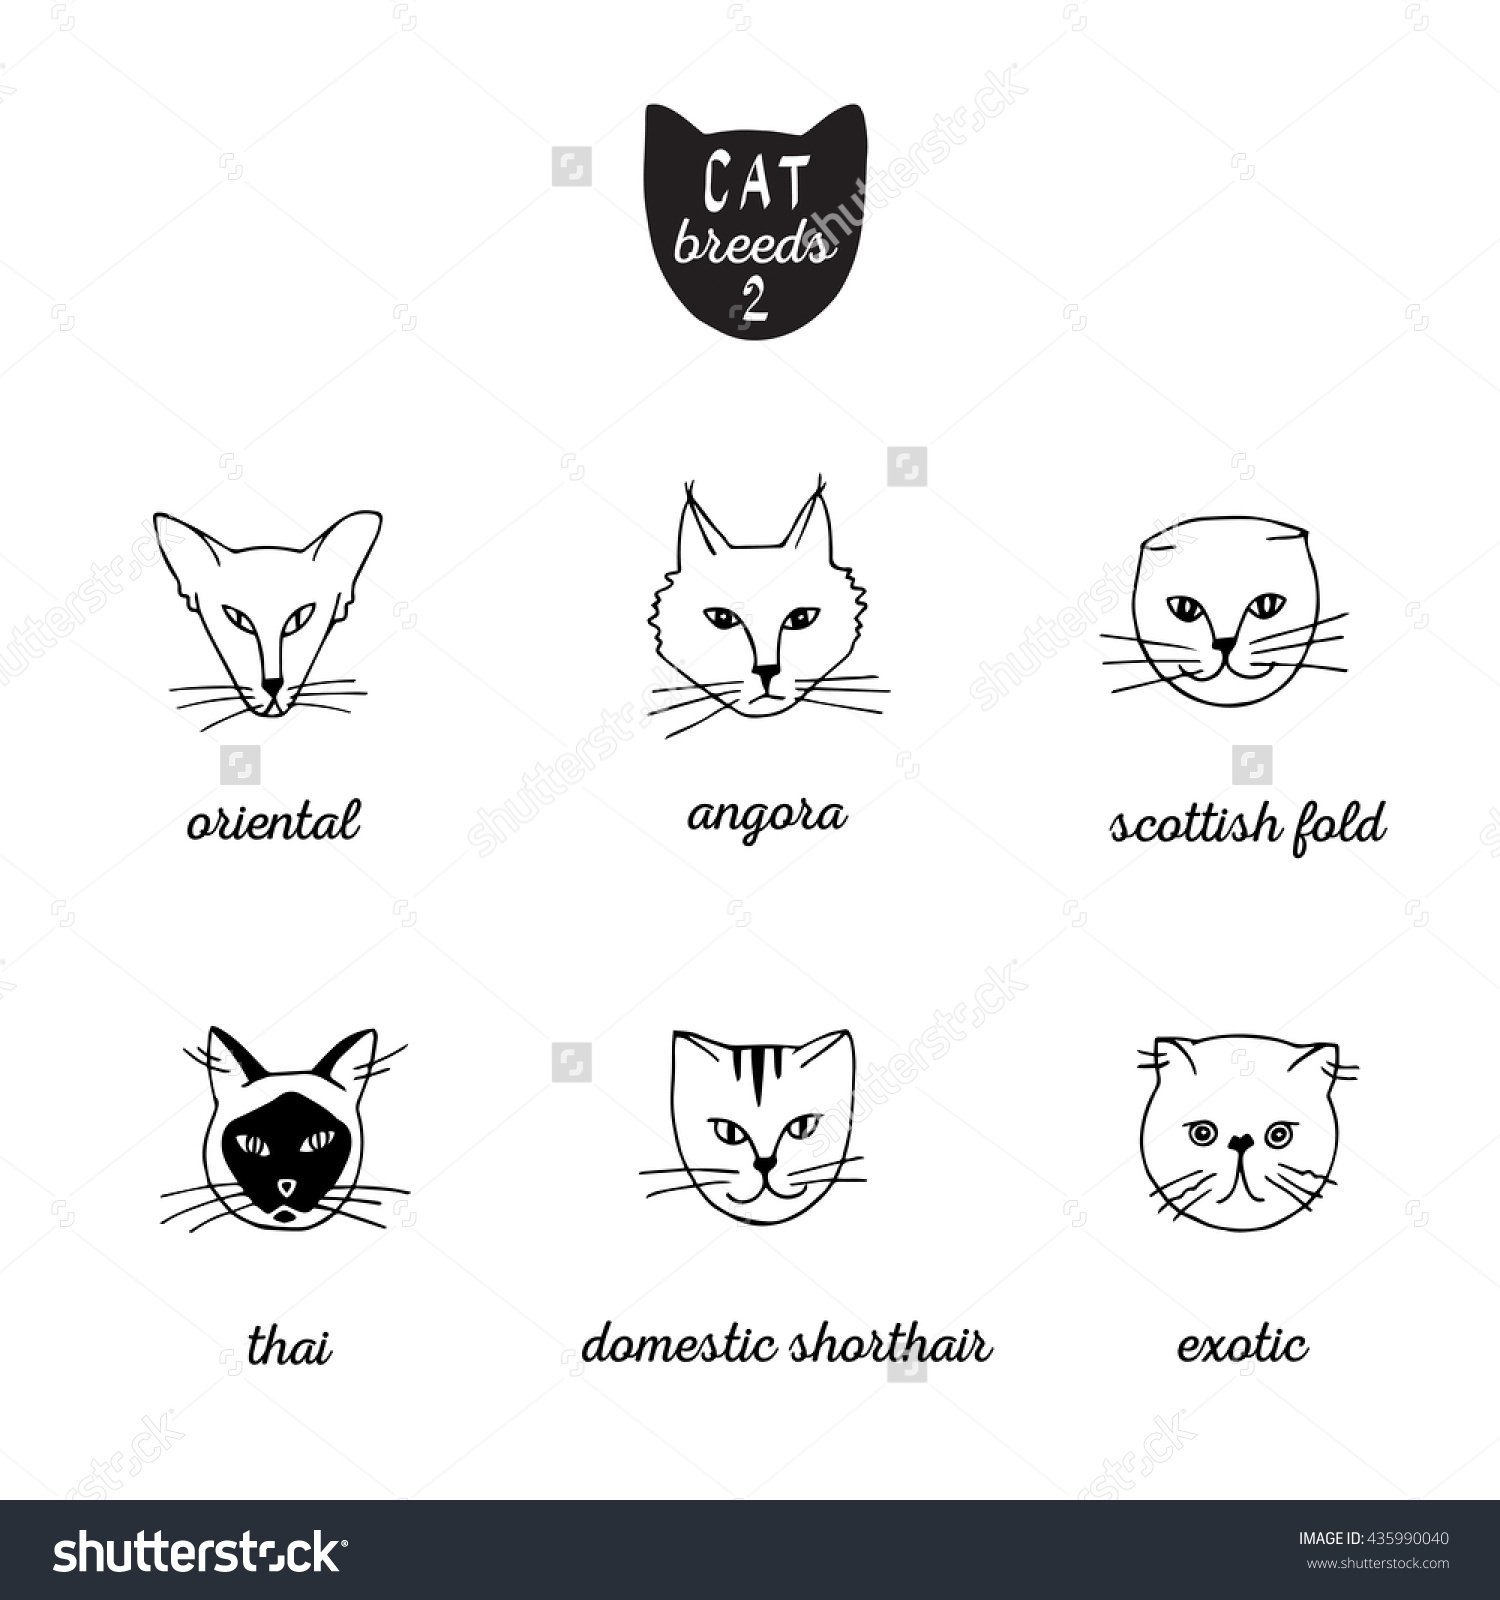 CAT
breeds
2
oriental
angora
scottish fold
thai
domestic shorthair
exotic
shutterstock
IMAGE ID: 435990040
www.shutterstock.com